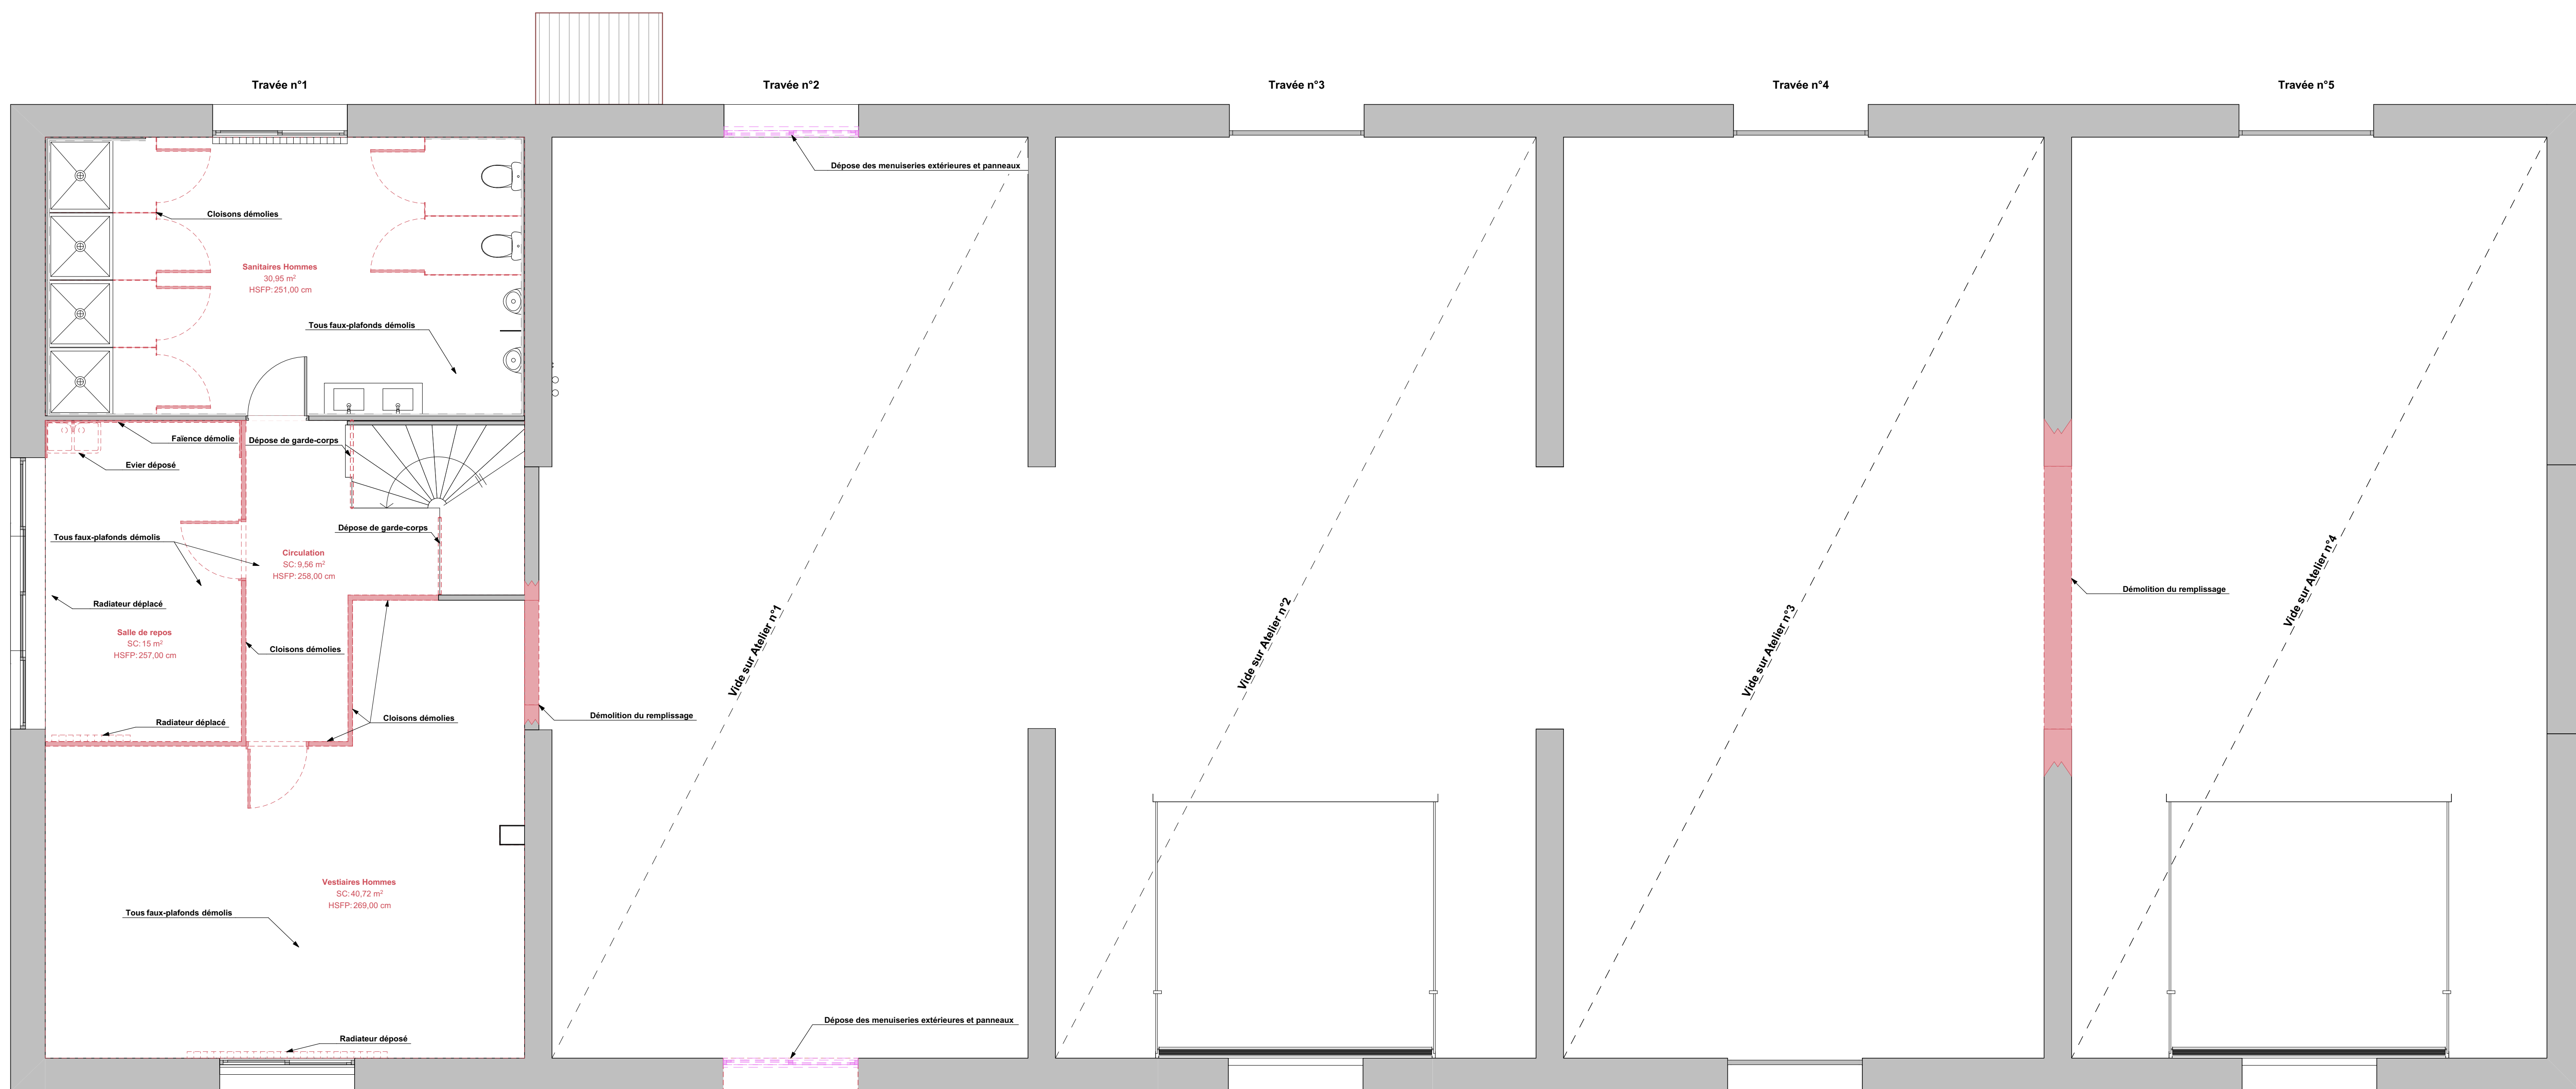 Travée n°1
Travée n°2
Travée n°3
Travée n°4
Travée n°5
Dépose des menuiseries extérieures et panneaux
Cloisons démolies
Sanitaires Hommes
30,95 m²
HSFP: 251,00 cm
Tous faux-plafonds démolis
Faïence démolie
Dépose de garde-corps
Evier déposé
Dépose de garde-corps
Tous faux-plafonds démolis
Circulation
SC: 9,56 m²
HSFP: 258,00 cm
Radiateur déplacé
Salle de repos
SC: 15 m²
HSFP: 257,00 cm
Cloisons démolies
Radiateur déplacé
Cloisons démolies
Démolition du remplissage
Vide sur Atelier n°1
Vide sur Atelier n°2
Vide sur Atelier n°3
Démolition du remplissage
Vide sur Atelier n°4
Vestiaires Hommes
SC: 40,72 m²
HSFP: 269,00 cm
Tous faux-plafonds démolis
Radiateur déposé
Dépose des menuiseries extérieures et panneaux